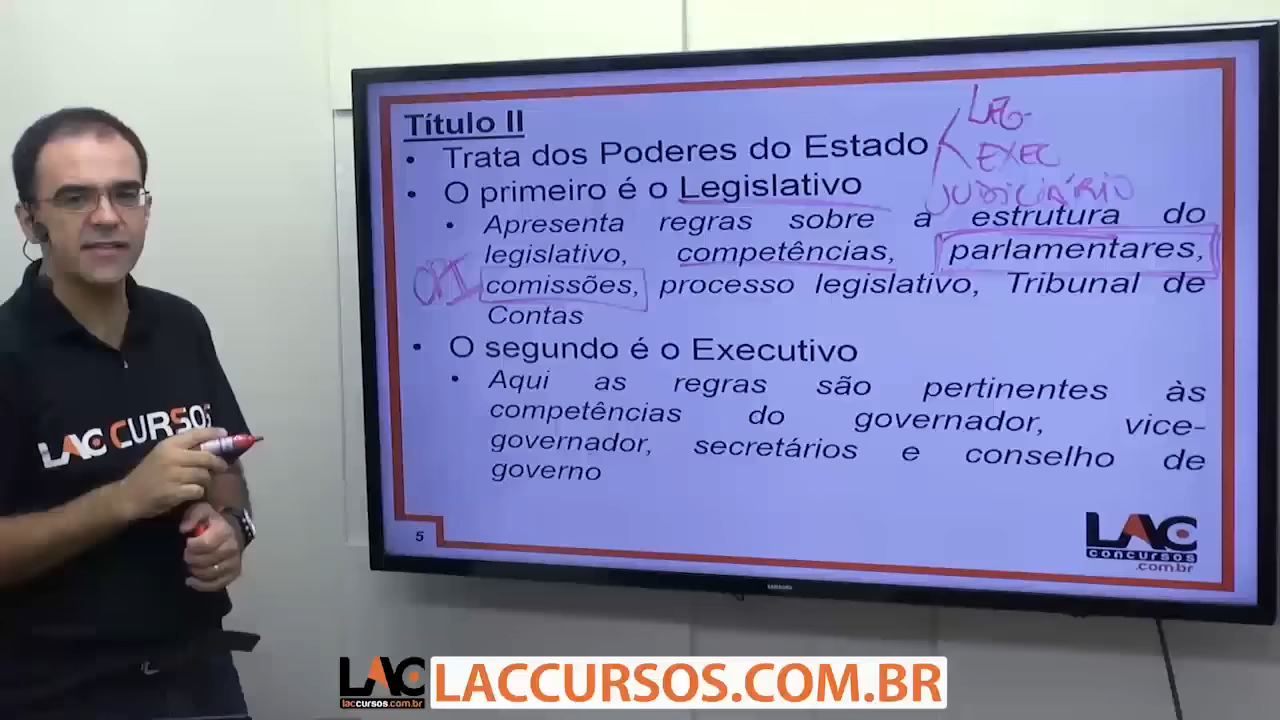 Título II
• Trata dos Poderes do Estado
LEG.
EXEC
JUDICIÁRIO
• O primeiro é o Legislativo
• Apresenta regras sobre a estrutura do
legislativo, competências, parlamentares,
CPI
comissões, processo legislativo, Tribunal de
Contas
• O segundo é o Executivo
• Aqui as regras são pertinentes às
competências do governador, vice-
governador, secretários e conselho de
governo
5
LAC
concursos
.com.br
SAMSUNG
LAC CURSOS
LAC
laccursos.com.br
LACCURSOS.COM.BR